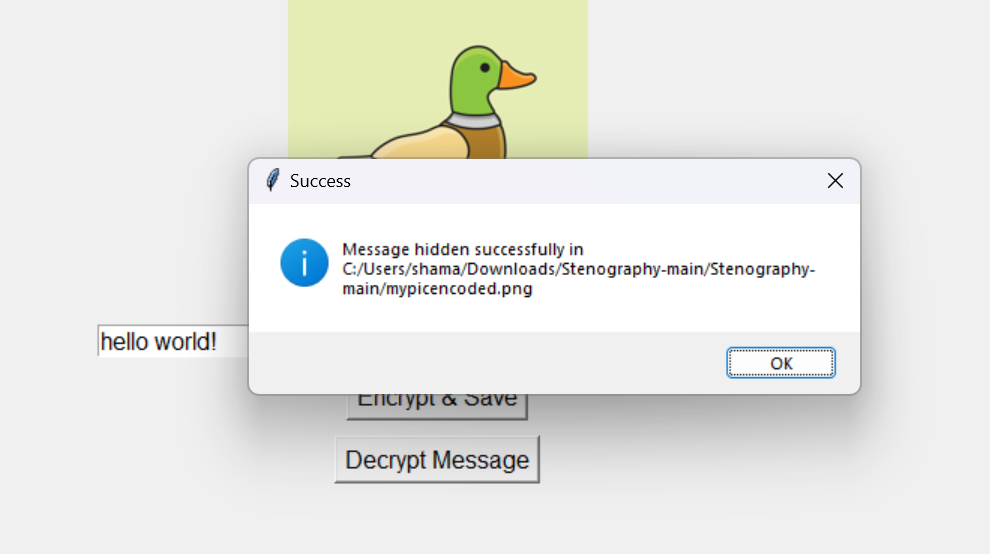 Success
Message hidden successfully in
C:/Users/shama/Downloads/Stenography-main/Stenography-
main/mypicencoded.png
hello world!
OK
Encrypt & Save
Decrypt Message